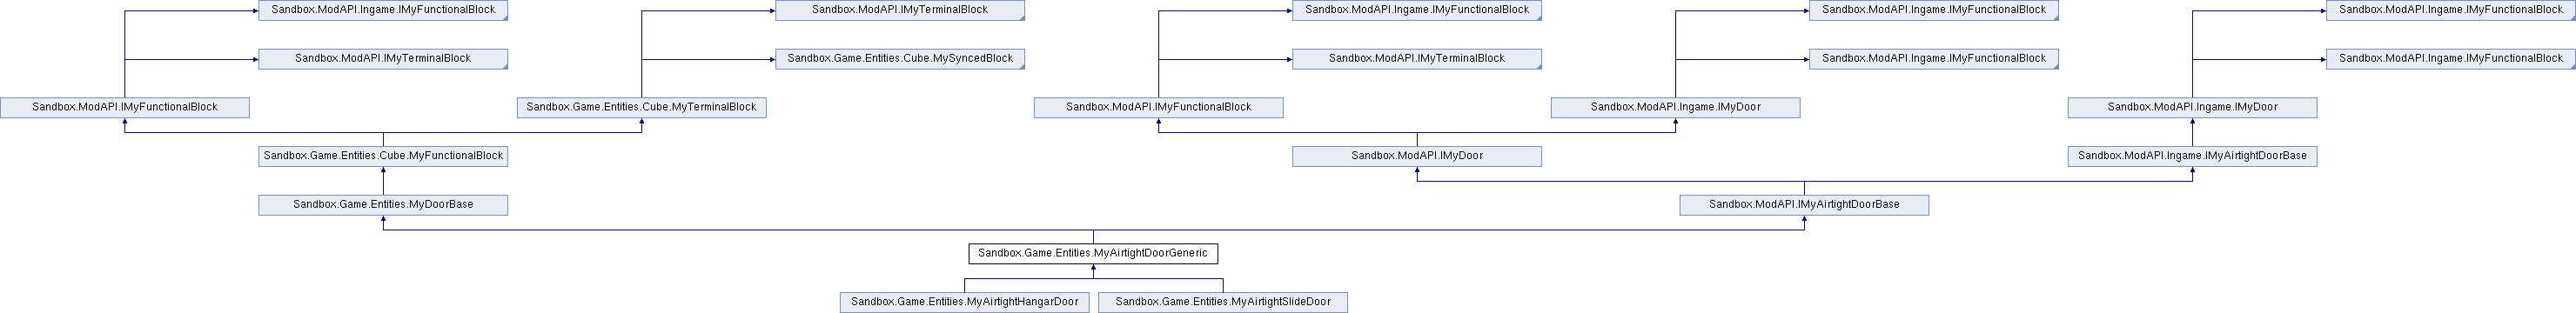 Sandbox.ModAPI.Ingame.IMyFunctionalBlock
Sandbox.ModAPI.IMyTerminalBlock
Sandbox.ModAPI.Ingame.IMyFunctionalBlock
Sandbox.ModAPI.Ingame.IMyFunctionalBlock
Sandbox.ModAPI.Ingame.IMyFunctionalBlock
Sandbox.ModAPI.IMyTerminalBlock
Sandbox.Game.Entities.Cube.MySyncedBlock
Sandbox.ModAPI.IMyTerminalBlock
Sandbox.ModAPI.Ingame.IMyFunctionalBlock
Sandbox.ModAPI.Ingame.IMyFunctionalBlock
Sandbox.ModAPI.IMyFunctionalBlock
Sandbox.Game.Entities.Cube.MyTerminalBlock
Sandbox.ModAPI.IMyFunctionalBlock
Sandbox.ModAPI.Ingame.IMyDoor
Sandbox.ModAPI.Ingame.IMyDoor
Sandbox.Game.Entities.Cube.MyFunctionalBlock
Sandbox.ModAPI.IMyDoor
Sandbox.ModAPI.Ingame.IMyAirtightDoorBase
Sandbox.Game.Entities.MyDoorBase
Sandbox.ModAPI.IMyAirtightDoorBase
Sandbox.Game.Entities.MyAirtightDoorGeneric
Sandbox.Game.Entities.MyAirtightHangarDoor
Sandbox.Game.Entities.MyAirtightSlideDoor